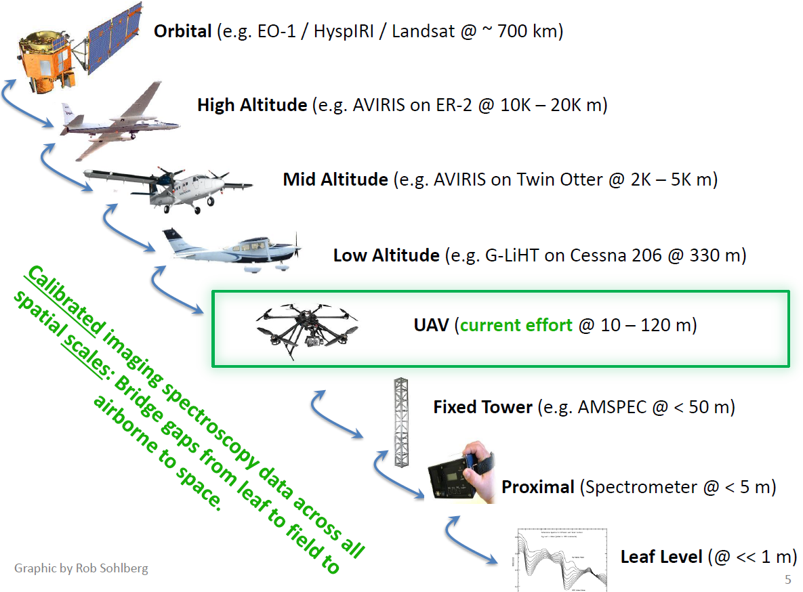 Orbital (e.g. EO-1 / HyspIRI / Landsat @ ~ 700 km)
High Altitude (e.g. AVIRIS on ER-2 @ 10K – 20K m)
Mid Altitude (e.g. AVIRIS on Twin Otter @ 2K – 5K m)
Low Altitude (e.g. G-LiHT on Cessna 206 @ 330 m)
UAV (current effort @ 10 – 120 m)
Fixed Tower (e.g. AMSPEC @ < 50 m)
Proximal (Spectrometer @ < 5 m)
Leaf Level (@ << 1 m)
Calibrated imaging spectroscopy data across all
spatial scales: Bridge gaps from leaf to field to
airborne to space.
Graphic by Rob Sohlberg
5